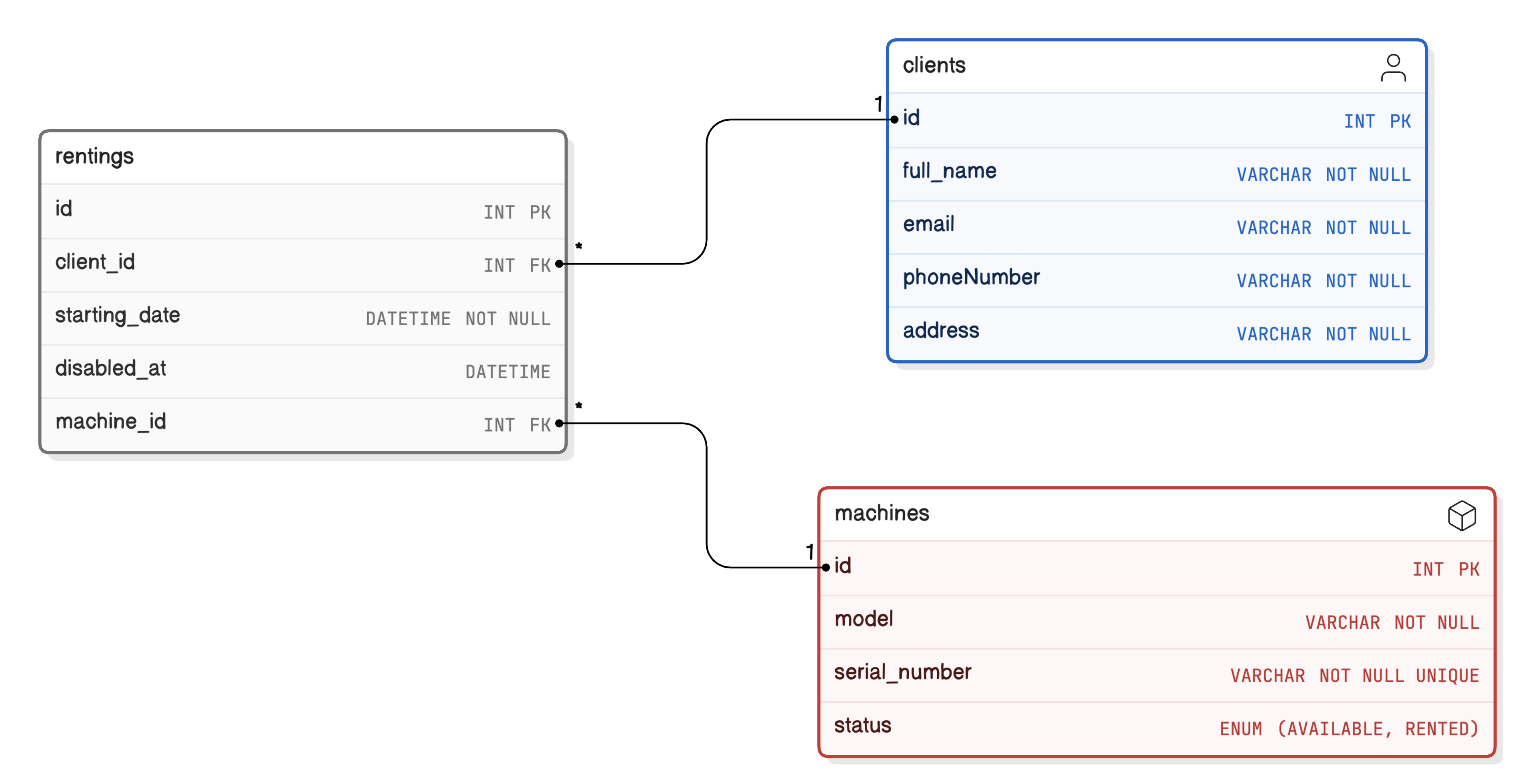 rentings
id INT PK
client_id INT FK
*
starting_date DATETIME NOT NULL
disabled_at DATETIME
machine_id INT FK
*
clients
1
id INT PK
full_name VARCHAR NOT NULL
email VARCHAR NOT NULL
phoneNumber VARCHAR NOT NULL
address VARCHAR NOT NULL
machines
1
id INT PK
model VARCHAR NOT NULL
serial_number VARCHAR NOT NULL UNIQUE
status ENUM (AVAILABLE, RENTED)